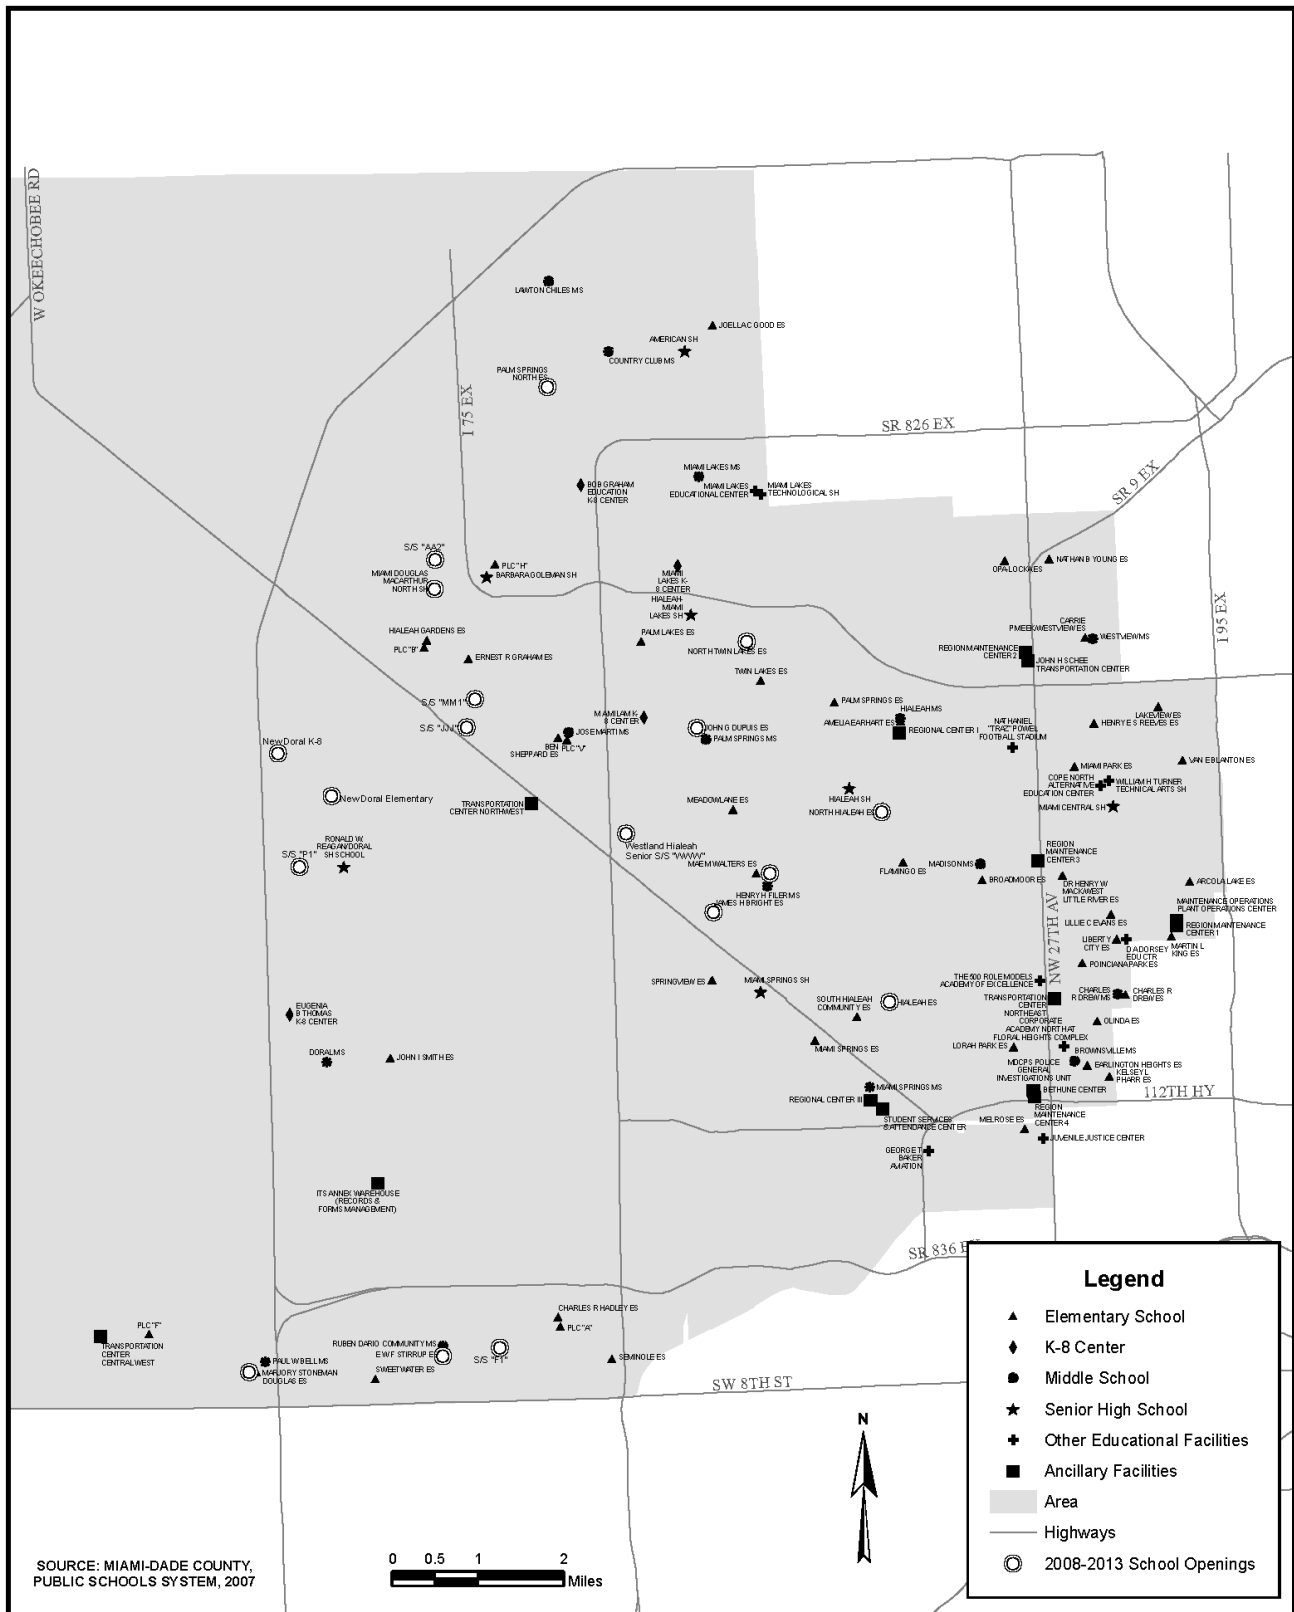 W OKEECHOBEE RD
LAWTON CHILES MS
JOELLA C GOOD ES
AMERICAN SH
COUNTRY CLUB MS
PALM SPRINGS
NORTH ES
I 75 EX
SR 826 EX
MIAMI LAKES MS
MIAMI LAKES
EDUCATIONAL CENTER
MIAMI LAKES
TECHNOLOGICAL SH
BOB GRAHAM
EDUCATION
K-8 CENTER
SR 9 EX
S/S "AA2"
MIAMI DOUGLAS
MACARTHUR
NORTH SH
PLC "H"
BARBARA GOLEMAN SH
MIAMI
LAKES K-
8 CENTER
HIALEAH-
MIAMI
LAKES SH
OPA-LOCKA ES
NATHAN B YOUNG ES
HIALEAH GARDENS ES
PLC "B"
ERNEST R GRAHAM ES
PALM LAKES ES
NORTH TWIN LAKES ES
TWIN LAKES ES
CARRIE
P MEEK/WESTVIEW ES
WESTVIEW MS
REGION MAINTENANCE
CENTER 2
JOHN H SCHEE
TRANSPORTATION CENTER
I 95 EX
S/S "MM1"
S/S "JJJ"
M A MILAM K-
8 CENTER
JOSE MARTI MS
BEN
SHEPPARD ES
PLC "V"
JOHN G DUPUIS ES
PALM SPRINGS MS
PALM SPRINGS ES
HIALEAH MS
AMELIA EARHART ES
REGIONAL CENTER I
NATHANIEL
"TRAZ" POWEL
FOOTBALL STADIUM
LAKEVIEW ES
HENRY E S REEVES ES
VAN E BLANTON ES
MIAMI PARK ES
COPE NORTH
ALTERNATIVE
EDUCATION CENTER
WILLIAM H TURNER
TECHNICAL ARTS SH
MIAMI CENTRAL SH
New Doral K-8
New Doral Elementary
TRANSPORTATION
CENTER NORTHWEST
MEADOWLANE ES
HIALEAH SH
NORTH HIALEAH ES
RONALD W.
REAGAN/DORAL
SH SCHOOL
S/S "P1"
Westland Hialeah
Senior S/S "WWW"
MAE M WALTERS ES
HENRY H FILER MS
JAMES H BRIGHT ES
FLAMINGO ES
MADISON MS
BROADMOOR ES
REGION
MAINTENANCE
CENTER 3
DR HENRY W
MACK/WEST
LITTLE RIVER ES
ARCOLA LAKE ES
MAINTENANCE OPERATIONS
PLANT OPERATIONS CENTER
REGION MAINTENANCE
CENTER 1
LILLIE C EVANS ES
LIBERTY
CITY ES
D A DORSEY
EDU CTR
MARTIN L
KING ES
POINCIANA PARK ES
NW 27TH AV
SPRINGVIEW ES
MIAMI SPRINGS SH
SOUTH HIALEAH
COMMUNITY ES
HIALEAH ES
MIAMI SPRINGS ES
THE 500 ROLE MODELS
ACADEMY OF EXCELLENCE
TRANSPORTATION
CENTER
NORTHEAST
CHARLES
R DREW MS
CHARLES R
DREW ES
OLINDA ES
CORPORATE
ACADEMY NORTH AT
FLORAL HEIGHTS COMPLEX
LORAH PARK ES
BROWNSVILLE MS
MDCPS POLICE
GENERAL
INVESTIGATIONS UNIT
EARLINGTON HEIGHTS ES
KELSEY L
PHARR ES
EUGENIA
B THOMAS
K-8 CENTER
DORAL MS
JOHN I SMITH ES
MIAMI SPRINGS MS
REGIONAL CENTER III
STUDENT SERVICES
& ATTENDANCE CENTER
BETHUNE CENTER
REGION
MAINTENANCE
CENTER 4
112TH HY
MELROSE ES
JUVENILE JUSTICE CENTER
GEORGE T
BAKER
AVIATION
ITS ANNEX WAREHOUSE
(RECORDS &
FORMS MANAGEMENT)
SR 836
PLC "F"
TRANSPORTATION
CENTER
CENTRAL WEST
CHARLES R HADLEY ES
PLC "A"
RUBEN DARIO COMMUNITY MS
E W F STIRRUP ES
S/S "F1"
SEMINOLE ES
PAUL W BELL MS
MARJORY STONEMAN
DOUGLAS ES
SWEETWATER ES
SW 8TH ST
N
Legend
Elementary School
K-8 Center
Middle School
Senior High School
Other Educational Facilities
Ancillary Facilities
Area
Highways
2008-2013 School Openings
SOURCE: MIAMI-DADE COUNTY,
PUBLIC SCHOOLS SYSTEM, 2007
0 0.5 1 2
Miles